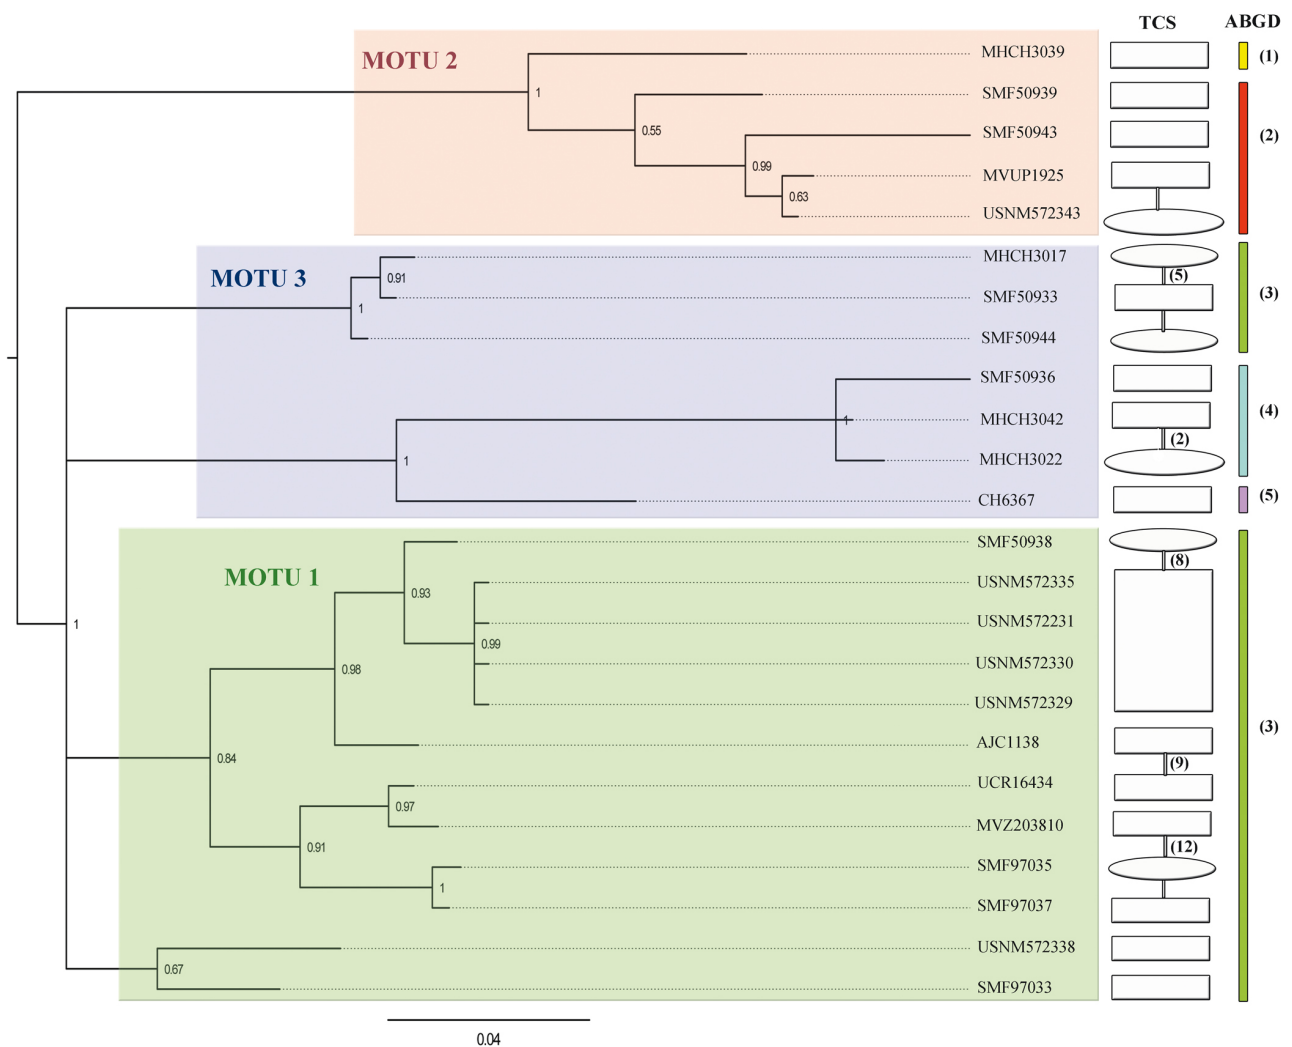 TCS ABGD
MOTU 2
MHCH3039
(1)
SMF50939
1
0.55
SMF50943
(2)
0.99
MVUP1925
0.63
USNM572343
MOTU 3
MHCH3017
0.91
(5)
SMF50933
(3)
1
SMF50944
SMF50936
(4)
1
MHCH3042
(2)
1
MHCH3022
CH6367
(5)
SMF50938
(8)
MOTU 1
USNM572335
0.93
USNM572231
1
0.99
USNM572330
0.98
USNM572329
(3)
AJC1138
0.84
(9)
UCR16434
0.97
MVZ203810
0.91
(12)
SMF97035
1
SMF97037
USNM572338
0.67
SMF97033
0.04